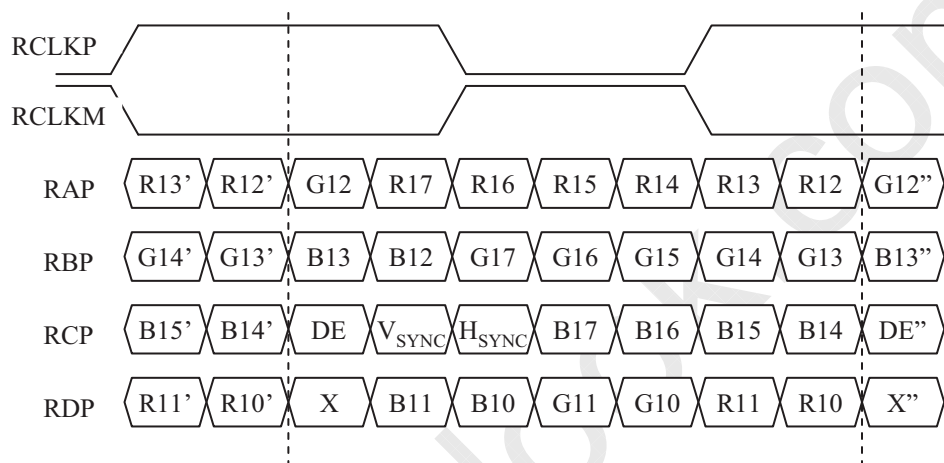 RCLKP
RCLKM
RAP R13’ R12’ G12 R17 R16 R15 R14 R13 R12 G12”
RBP G14’ G13’ B13 B12 G17 G16 G15 G14 G13 B13”
RCP B15’ B14’ DE VSYNC HSYNC B17 B16 B15 B14 DE”
RDP R11’ R10’ X B11 B10 G11 G10 R11 R10 X”